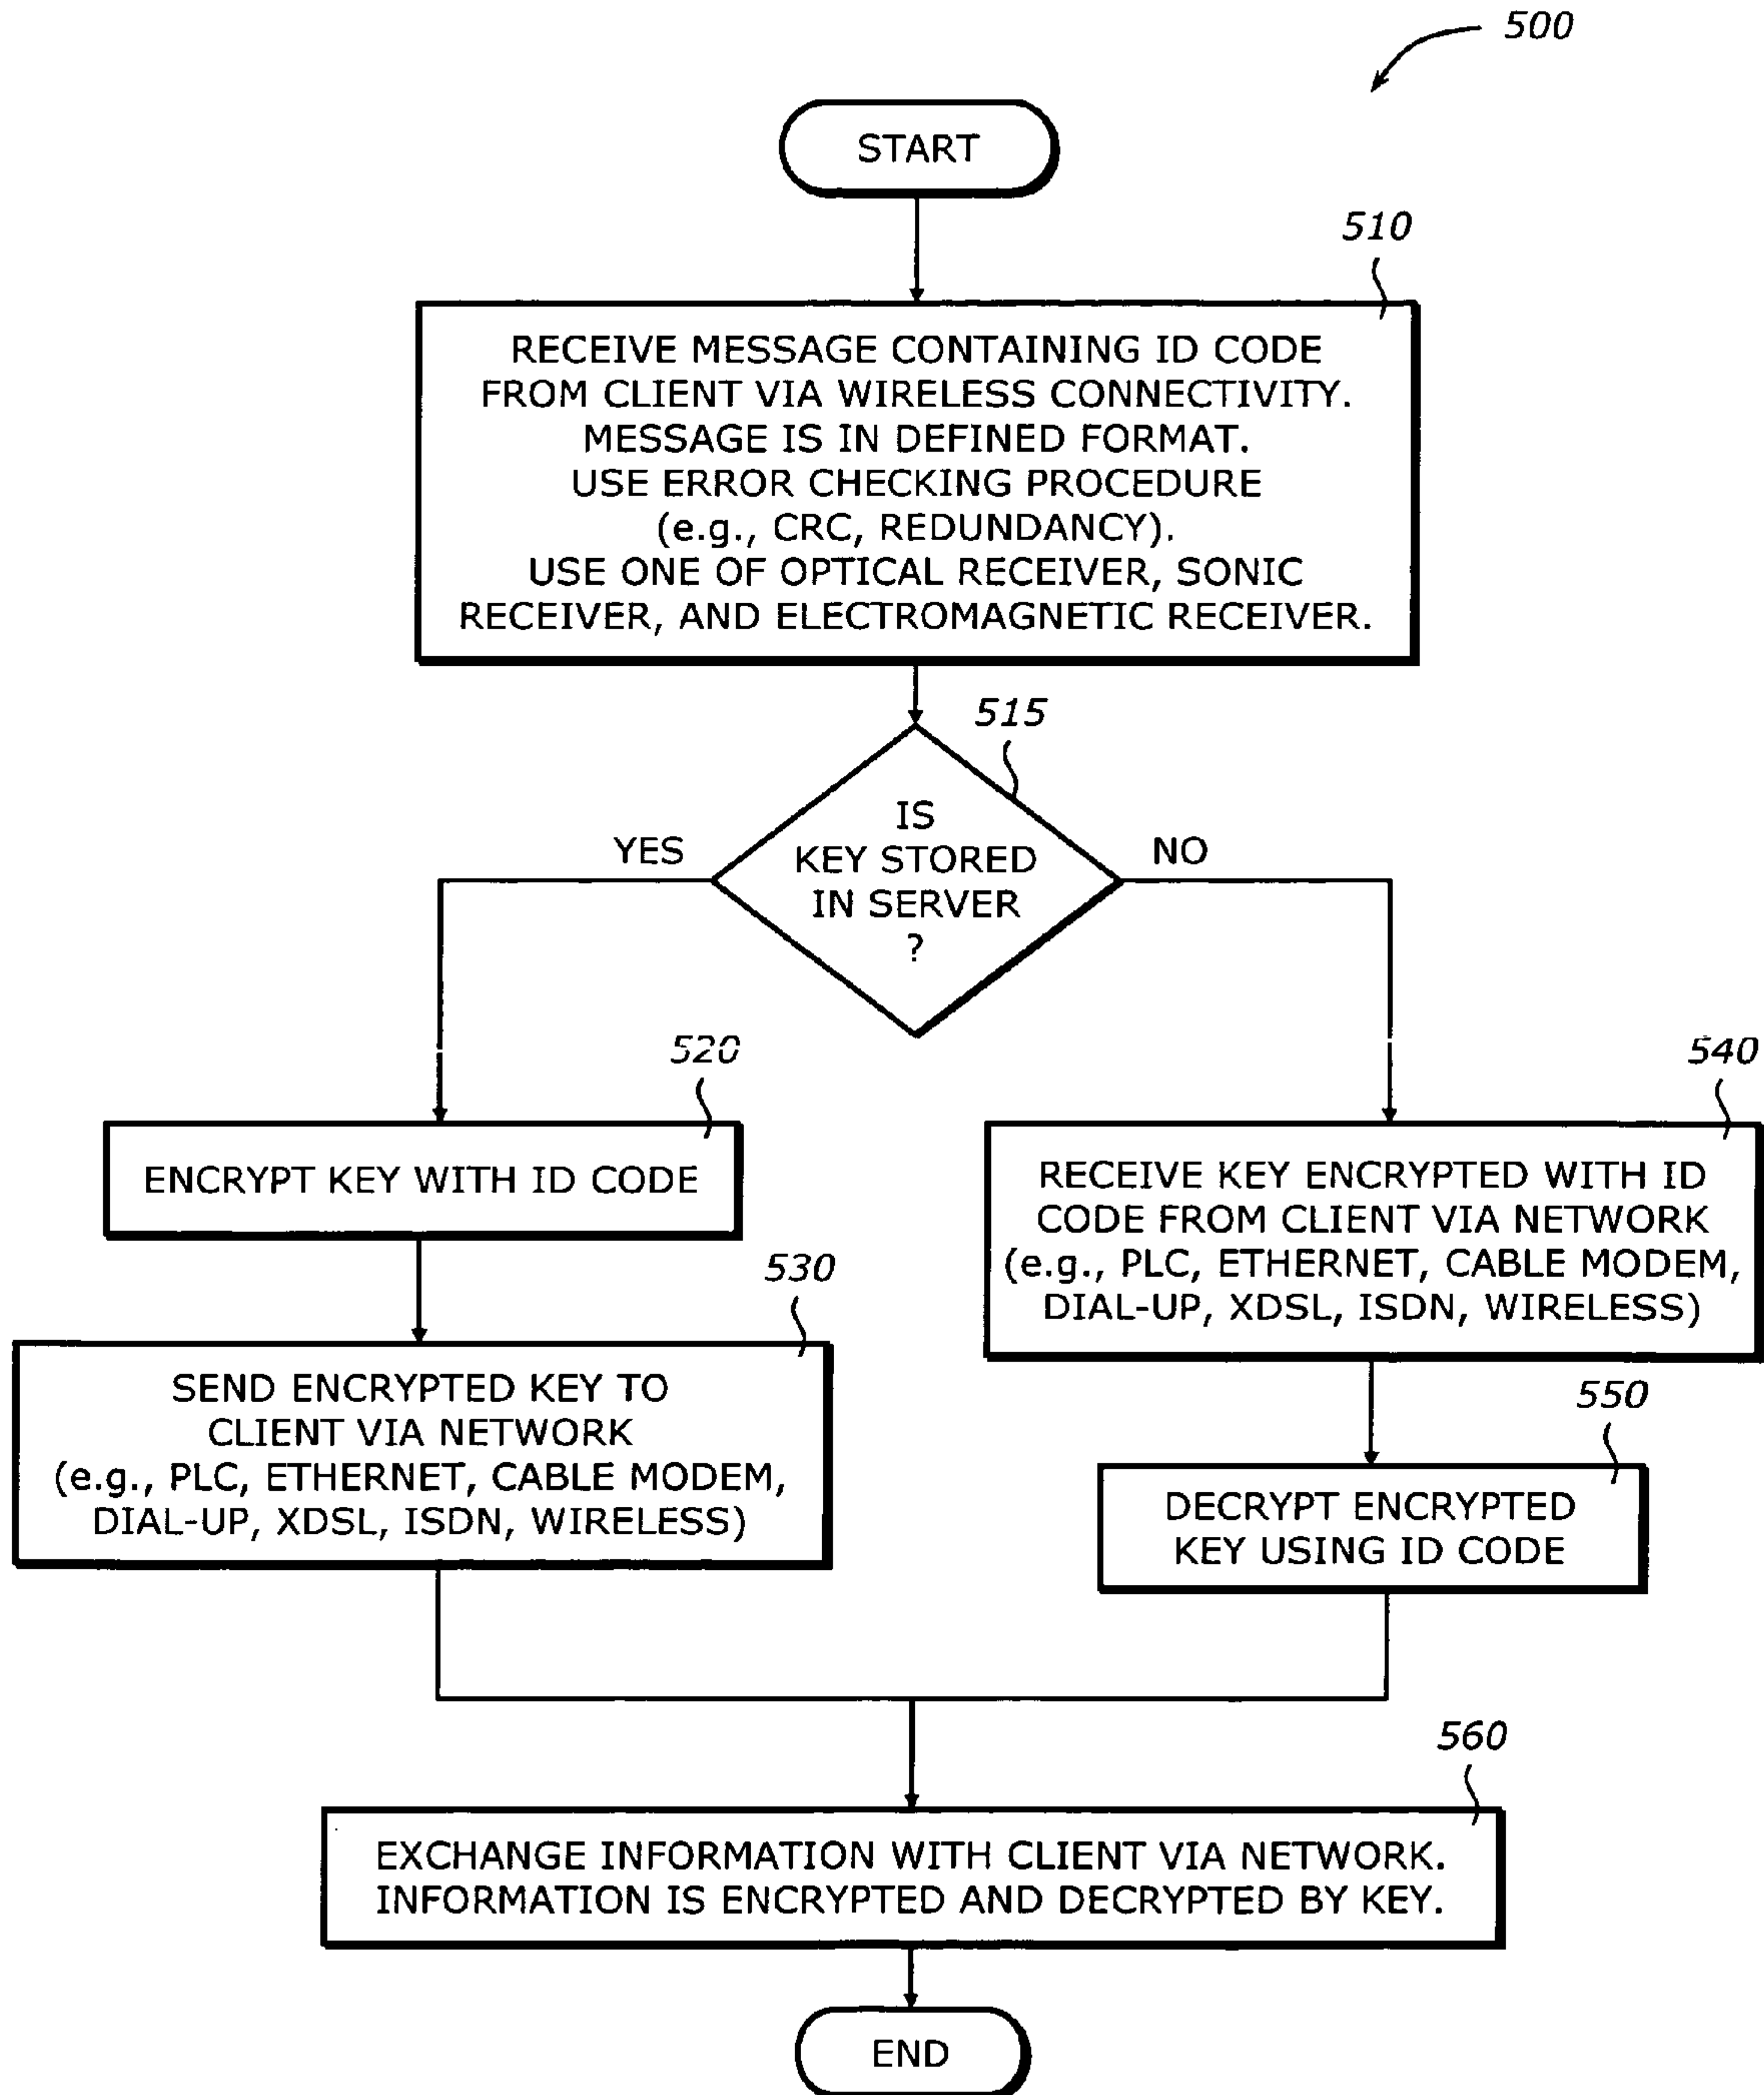 500
START
510
RECEIVE MESSAGE CONTAINING ID CODE
FROM CLIENT VIA WIRELESS CONNECTIVITY.
MESSAGE IS IN DEFINED FORMAT.
USE ERROR CHECKING PROCEDURE
(e.g., CRC, REDUNDANCY).
USE ONE OF OPTICAL RECEIVER, SONIC
RECEIVER, AND ELECTROMAGNETIC RECEIVER.
515
IS
KEY STORED
IN SERVER
?
YES
NO
520
ENCRYPT KEY WITH ID CODE
530
SEND ENCRYPTED KEY TO
CLIENT VIA NETWORK
(e.g., PLC, ETHERNET, CABLE MODEM,
DIAL-UP, XDSL, ISDN, WIRELESS)
540
RECEIVE KEY ENCRYPTED WITH ID
CODE FROM CLIENT VIA NETWORK
(e.g., PLC, ETHERNET, CABLE MODEM,
DIAL-UP, XDSL, ISDN, WIRELESS)
550
DECRYPT ENCRYPTED
KEY USING ID CODE
560
EXCHANGE INFORMATION WITH CLIENT VIA NETWORK.
INFORMATION IS ENCRYPTED AND DECRYPTED BY KEY.
END